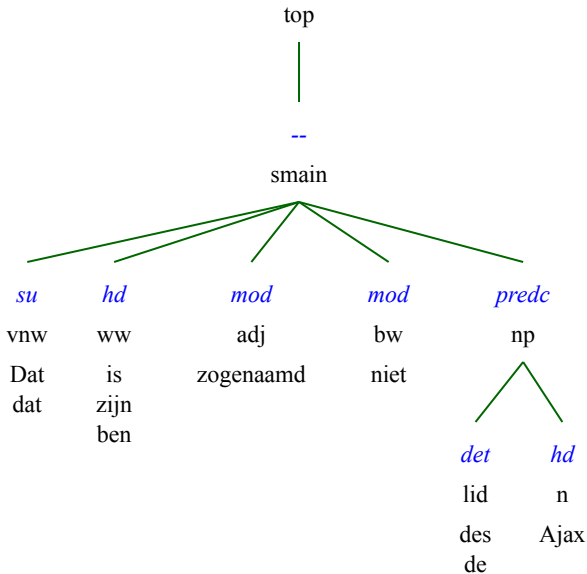 top
--
smain
su hd mod mod predc
vnw ww adj bw np
Dat is zogenaamd niet
dat zijn
ben
det hd
lid n
des Ajax
de